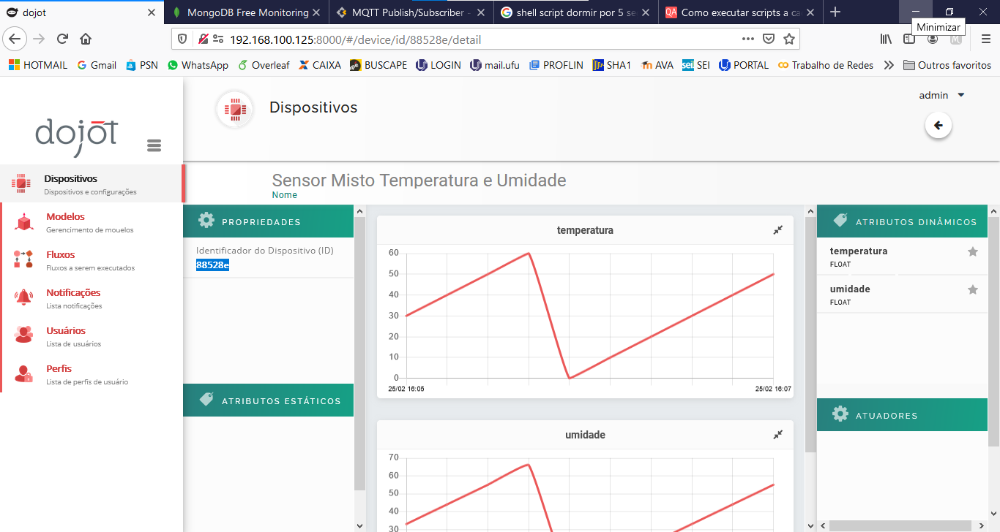 dojot
MongoDB Free Monitoring
MQTT Publish/Subscriber -
shell script dormir por 5 se
QA Como executar scripts a ca
Minimizar
192.168.100.125:8000/#/device/id/88528e/detail
HOTMAIL Gmail PSN WhatsApp Overleaf CAIXA BUSCAPE LOGIN mail.ufu PROFLIN SHA1 AVA sei. SEI PORTAL Trabalho de Redes Outros favoritos
dojot
Dispositivos
admin
Dispositivos
Dispositivos e configurações
Modelos
Gerencimento de mouelos
Fluxos
Fluxos a serem executados
Notificações
Lista notificações
Usuários
Lista de usuários
Perfis
Lista de perfis de usuário
Sensor Misto Temperatura e Umidade
Nome
PROPRIEDADES
Identificador do Dispositivo (ID)
88528e
ATRIBUTOS ESTÁTICOS
temperatura
60
50
40
30
20
10
0
25/02 16:05 25/02 16:07
umidade
70
60
50
40
30
ATRIBUTOS DINÂMICOS
temperatura
FLOAT
umidade
FLOAT
ATUADORES